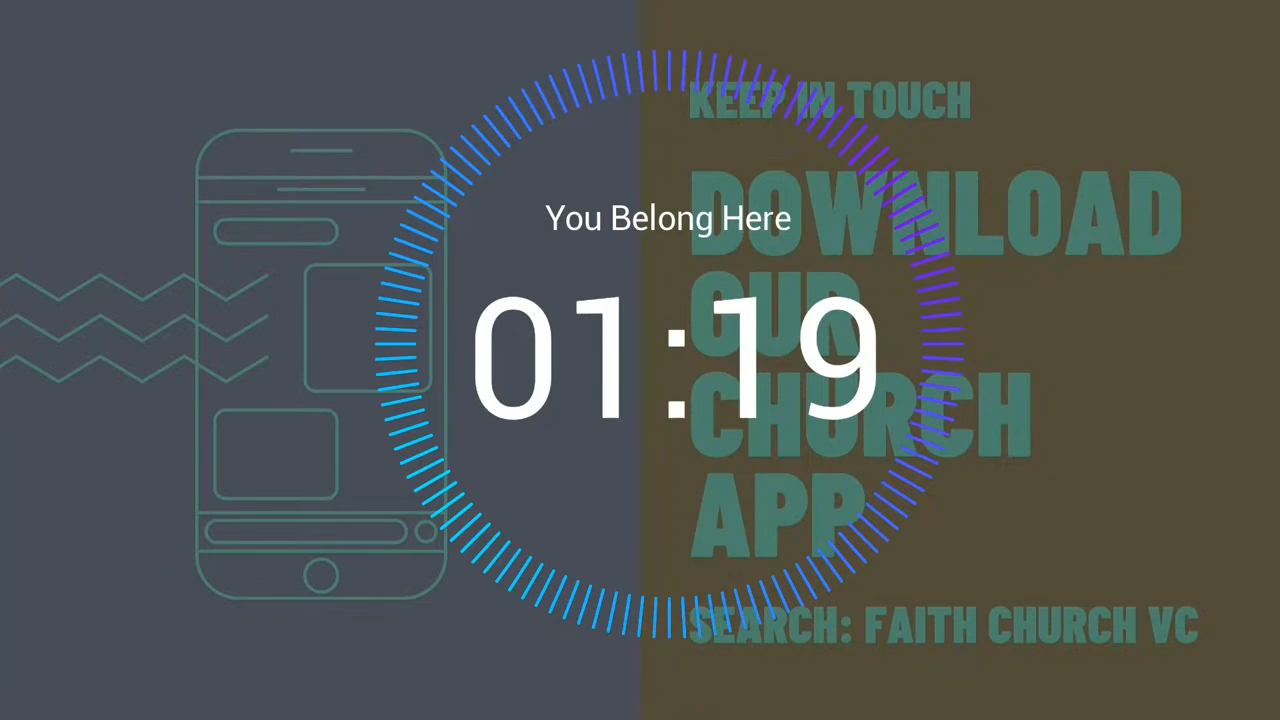 KEEP IN TOUCH
DOWNLOAD
OUR
CHURCH
APP
SEARCH: FAITH CHURCH VC
You Belong Here
01:19